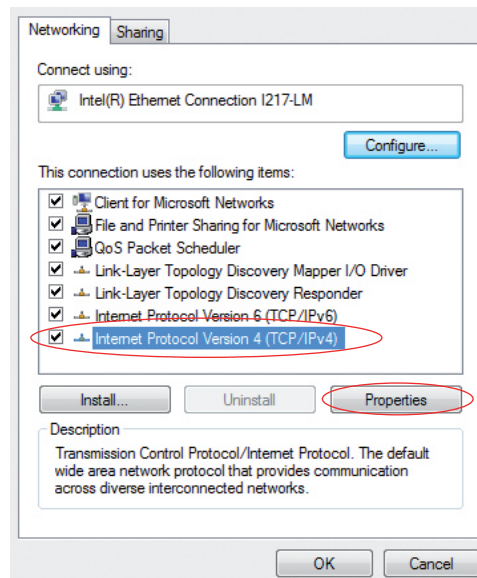 Networking Sharing
Connect using:
Intel(R) Ethernet Connection I217-LM
Configure...
This connection uses the following items:
Client for Microsoft Networks
File and Printer Sharing for Microsoft Networks
QoS Packet Scheduler
Link-Layer Topology Discovery Mapper I/O Driver
Link-Layer Topology Discovery Responder
Internet Protocol Version 6 (TCP/IPv6)
Internet Protocol Version 4 (TCP/IPv4)
Install... Uninstall Properties
Description
Transmission Control Protocol/Internet Protocol. The default
wide area network protocol that provides communication
across diverse interconnected networks.
OK Cancel